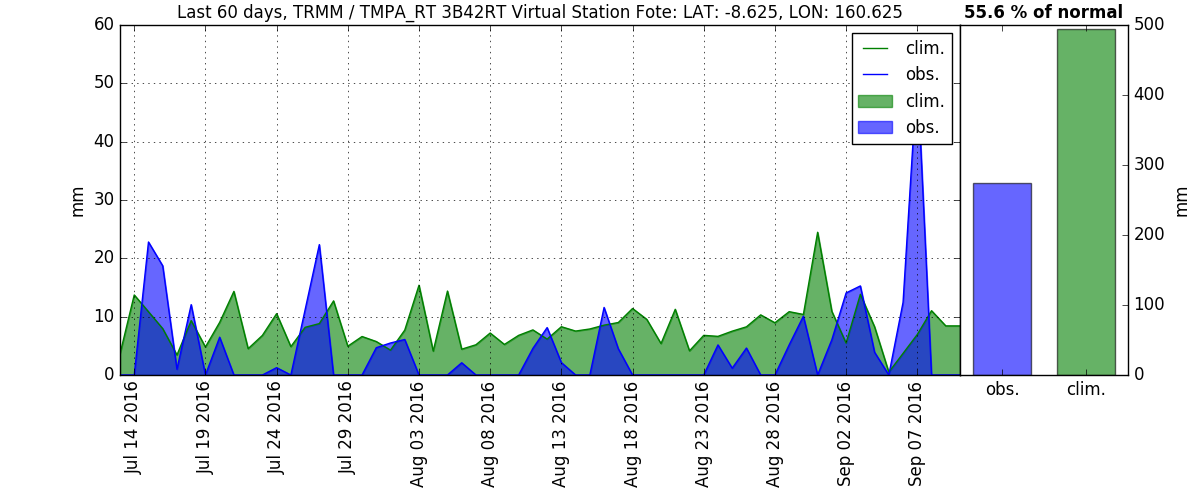 Last 60 days, TRMM / TMPA_RT 3B42RT Virtual Station Fote: LAT: -8.625, LON: 160.625
55.6 % of normal
60
50
40
30
20
10
0
mm
clim.
obs.
clim.
obs.
500
400
300
200
100
0
mm
obs.
clim.
Jul 14 2016
Jul 19 2016
Jul 24 2016
Jul 29 2016
Aug 03 2016
Aug 08 2016
Aug 13 2016
Aug 18 2016
Aug 23 2016
Aug 28 2016
Sep 02 2016
Sep 07 2016